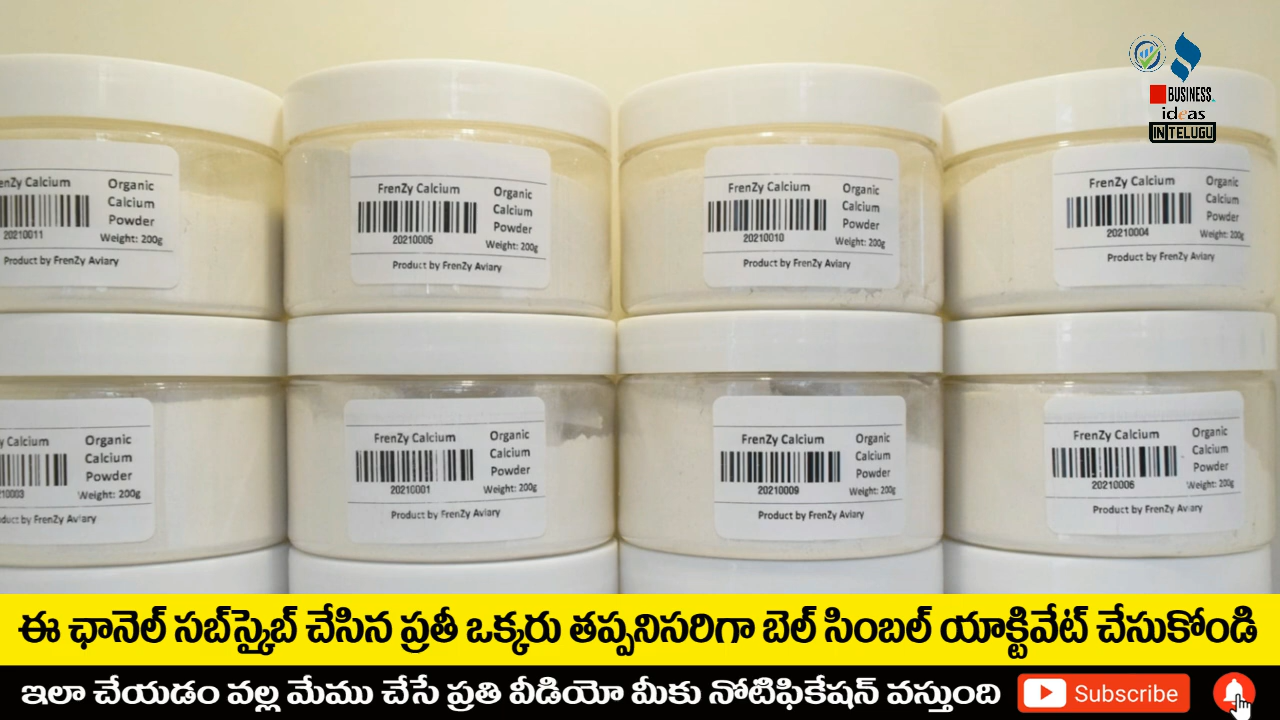 BUSINESS
ideas
IN TELUGU
enZy Calcium
Organic
Calcium
Powder
20210011
Weight: 200g
Product by FrenZy Aviary
FrenZy Calcium
Organic
Calcium
Powder
20210005
Weight: 200g
Product by FrenZy Aviary
FrenZy Calcium
Organic
Calcium
Powder
20210010
Weight: 200g
Product by FrenZy Aviary
FrenZy Calcium
Organic
Calcium
Powder
20210004
Weight: 200g
Product by FrenZy Aviary
y Calcium
Organic
Calcium
Powder
Weight: 200g
duct by FrenZy Aviary
FrenZy Calcium
Organic
Calcium
Powder
20210001
Weight: 200g
Product by FrenZy Aviary
FrenZy Calcium
Organic
Calcium
Powder
20210009
Weight: 200g
Product by FrenZy Aviary
FrenZy Calcium
Organic
Calcium
Powder
20210006
Weight: 200g
Product by FrenZy Aviary
ఈ ఛానెల్ సబ్‌స్క్రైబ్ చేసిన ప్రతీ ఒక్కరు తప్పనిసరిగా బెల్ సింబల్ యాక్టివేట్ చేసుకోండి
ఇలా చేయడం వల్ల మేము చేసే ప్రతి వీడియో మీకు నోటిఫికేషన్ వస్తుంది
Subscribe